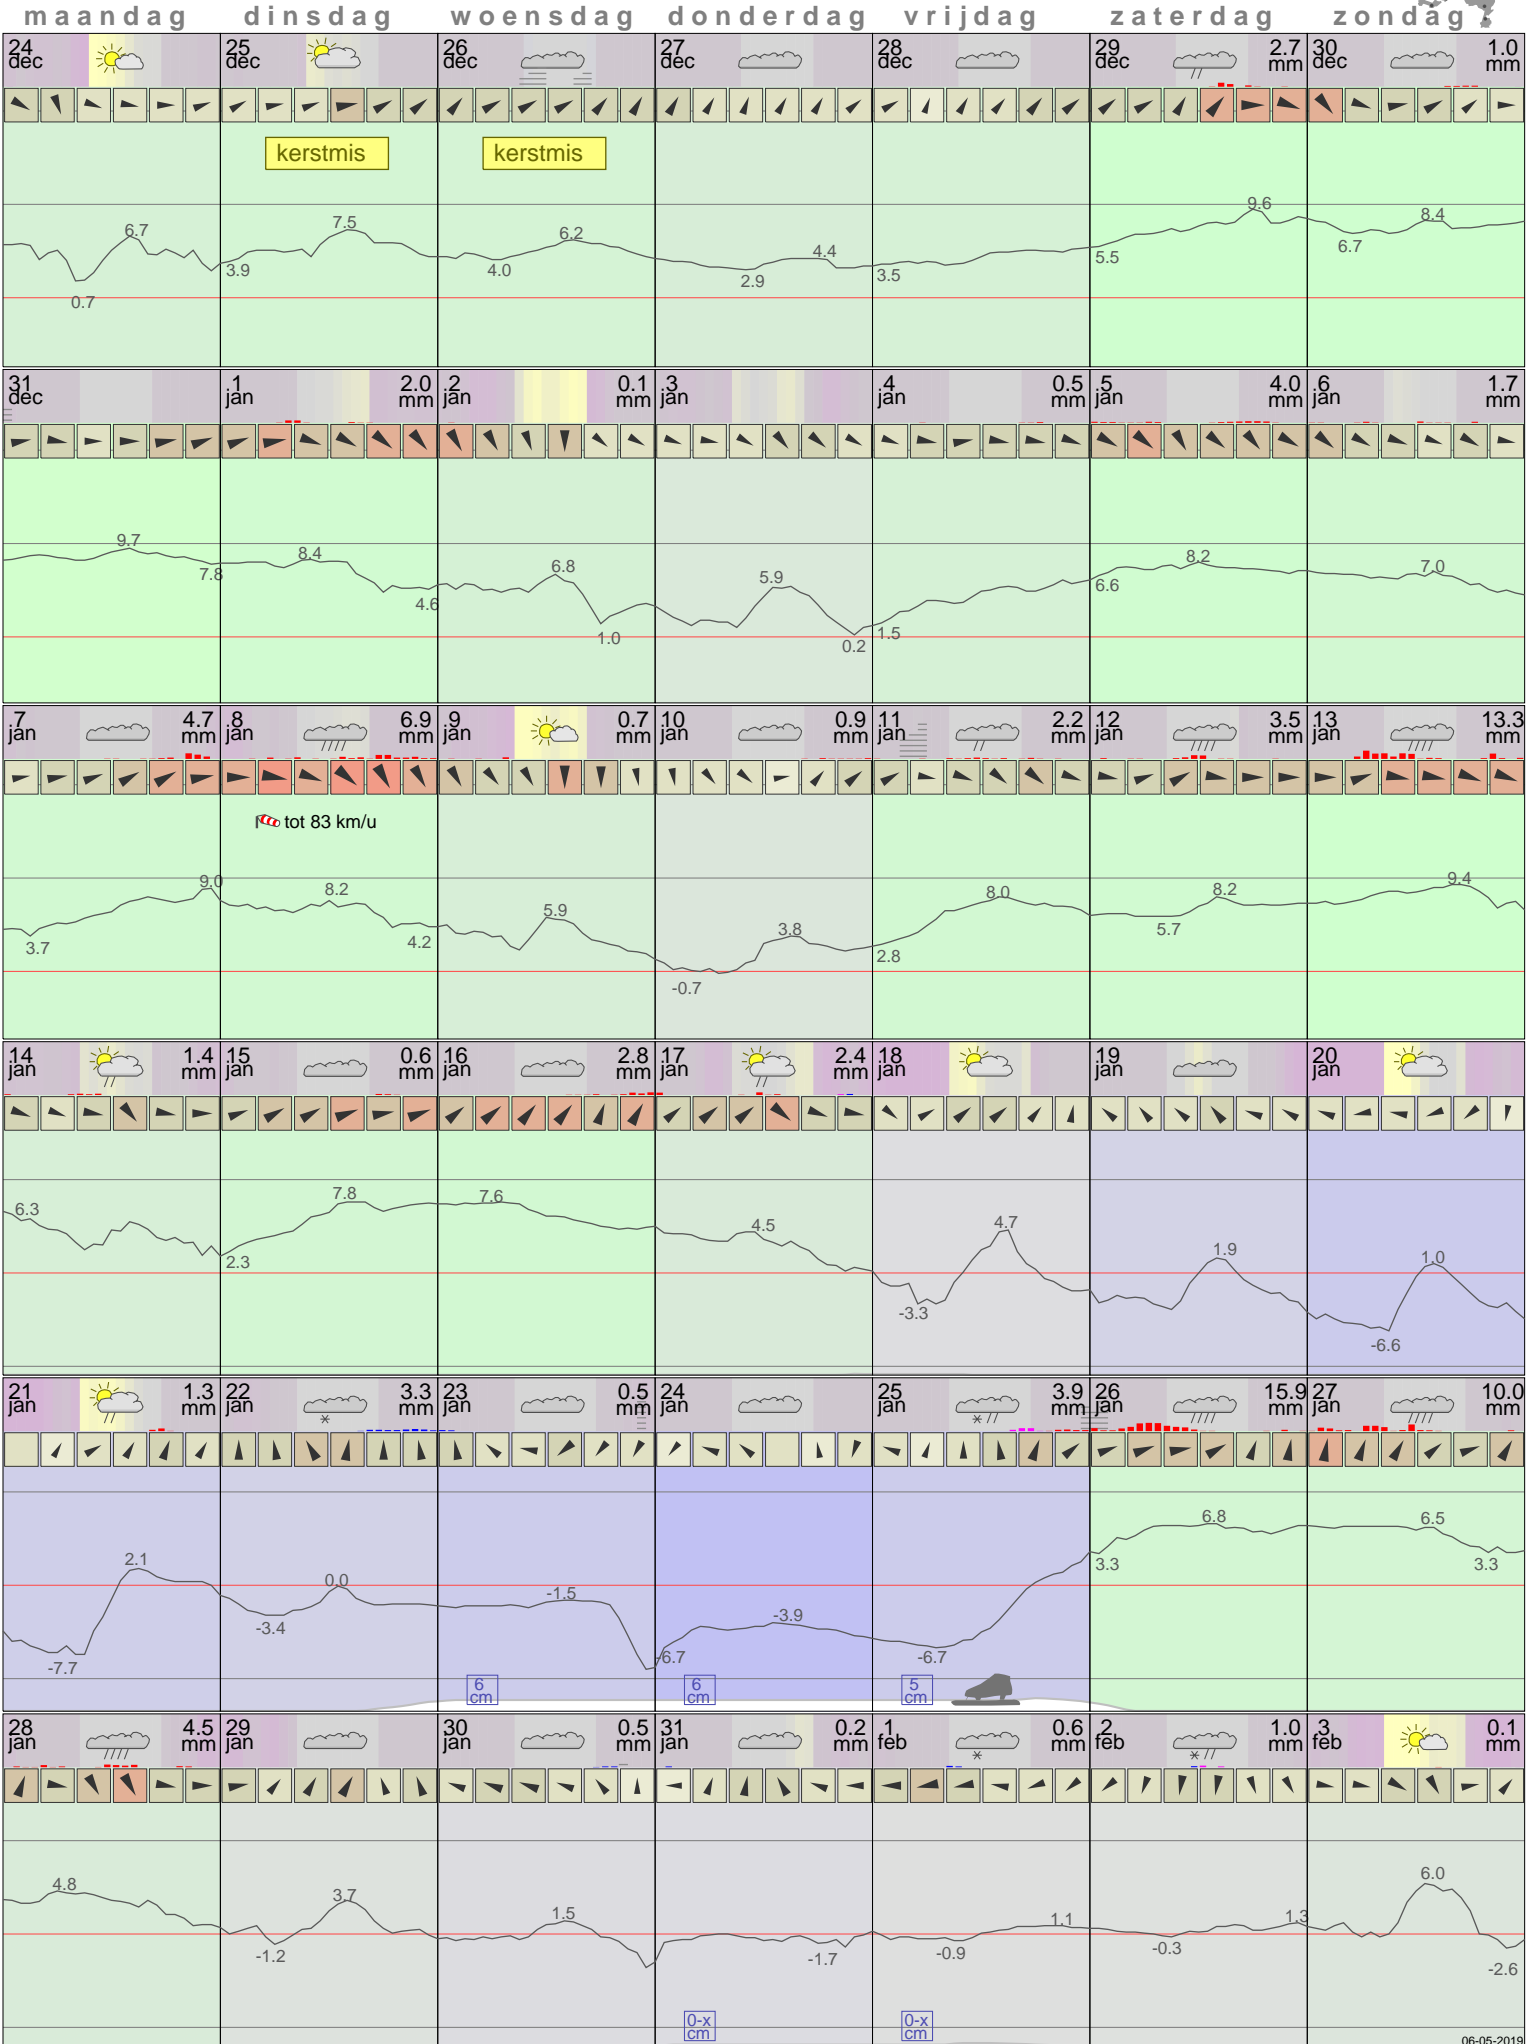 maandag dinsdag woensdag donderdag vrijdag zaterdag zondag
24 25 26 27 28 29 2.7 30 1.0
dec dec dec dec dec dec mm dec mm
kerstmis kerstmis
6.7 7.5 6.2 4.4 9.6 8.4
0.7 3.9 4.0 2.9 3.5 5.5 6.7
31 1 2.0 2 0.1 3 4 0.5 5 4.0 6 1.7
dec jan mm jan mm jan jan mm jan mm jan mm
9.7 8.4 6.8 5.9 8.2 7.0
7.8 4.6 1.0 0.2 1.5 6.6
7 4.7 8 6.9 9 0.7 10 0.9 11 2.2 12 3.5 13 13.3
jan mm jan mm jan mm jan mm jan mm jan mm jan mm
tot 83 km/u
9.0 8.2 5.9 3.8 8.0 8.2 9.4
3.7 4.2 -0.7 2.8 5.7
14 1.4 15 0.6 16 2.8 17 2.4 18 19 20
jan mm jan mm jan mm jan mm jan jan jan
6.3 7.8 7.6 4.5 4.7 1.9 1.0
2.3 -3.3 -6.6
21 1.3 22 3.3 23 0.5 24 25 3.9 26 15.9 27 10.0
jan mm jan mm jan mm jan jan mm jan mm jan mm
2.1 0.0 -1.5 -3.9 6.8 6.5
-7.7 -3.4 -6.7 -6.7 3.3 3.3
6 6 5
cm cm cm
28 4.5 29 30 0.5 31 0.2 1 0.6 2 1.0 3 0.1
jan mm jan jan mm jan mm feb mm feb mm feb mm
4.8 3.7 1.5 1.1 1.3 6.0
-1.2 -1.7 -0.9 -0.3 -2.6
0-x 0-x
cm cm
06-05-2019